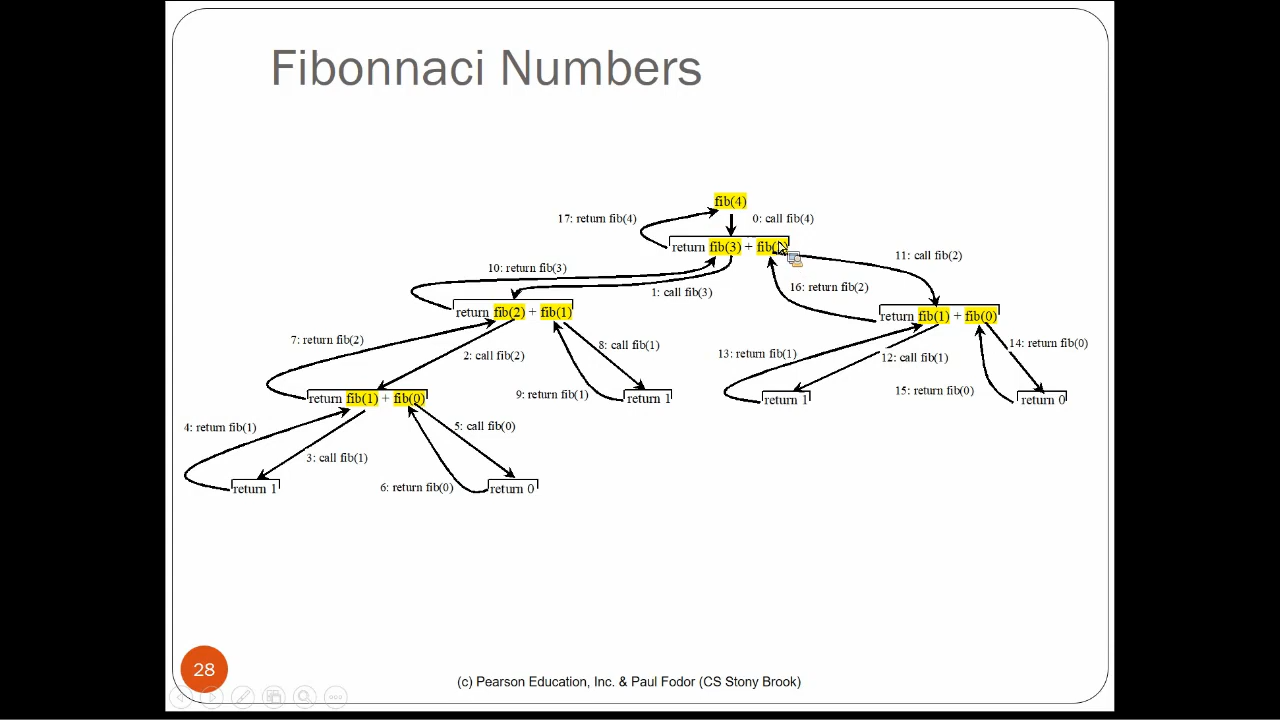 Fibonnaci Numbers
fib(4)
17: return fib(4)
0: call fib(4)
return fib(3) + fib(
11: call fib(2)
10: return fib(3)
1: call fib(3)
16: return fib(2)
return fib(2) + fib(1)
return fib(1) + fib(0)
7: return fib(2)
2: call fib(2)
8: call fib(1)
13: return fib(1)
12: call fib(1)
14: return fib(0)
9: return fib(1)
return 1
return 1
15: return fib(0)
return 0
return fib(1) + fib(0)
4: return fib(1)
3: call fib(1)
5: call fib(0)
6: return fib(0)
return 1
return 0
28
(c) Pearson Education, Inc. & Paul Fodor (CS Stony Brook)